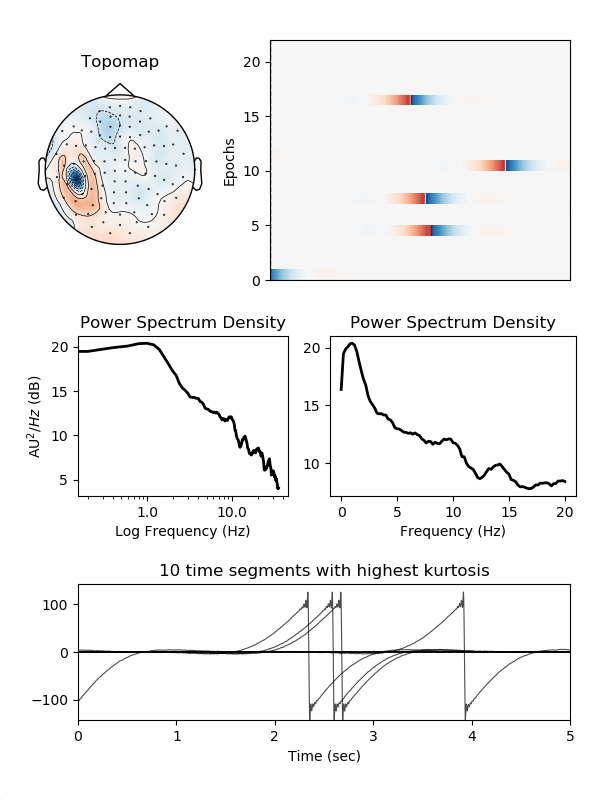 Topomap
Epochs
20
15
10
5
0
Power Spectrum Density
AU²/Hz (dB)
20
15
10
5
1.0 10.0
Log Frequency (Hz)
Power Spectrum Density
20
15
10
0 5 10 15 20
Frequency (Hz)
10 time segments with highest kurtosis
100
0
−100
0 1 2 3 4 5
Time (sec)